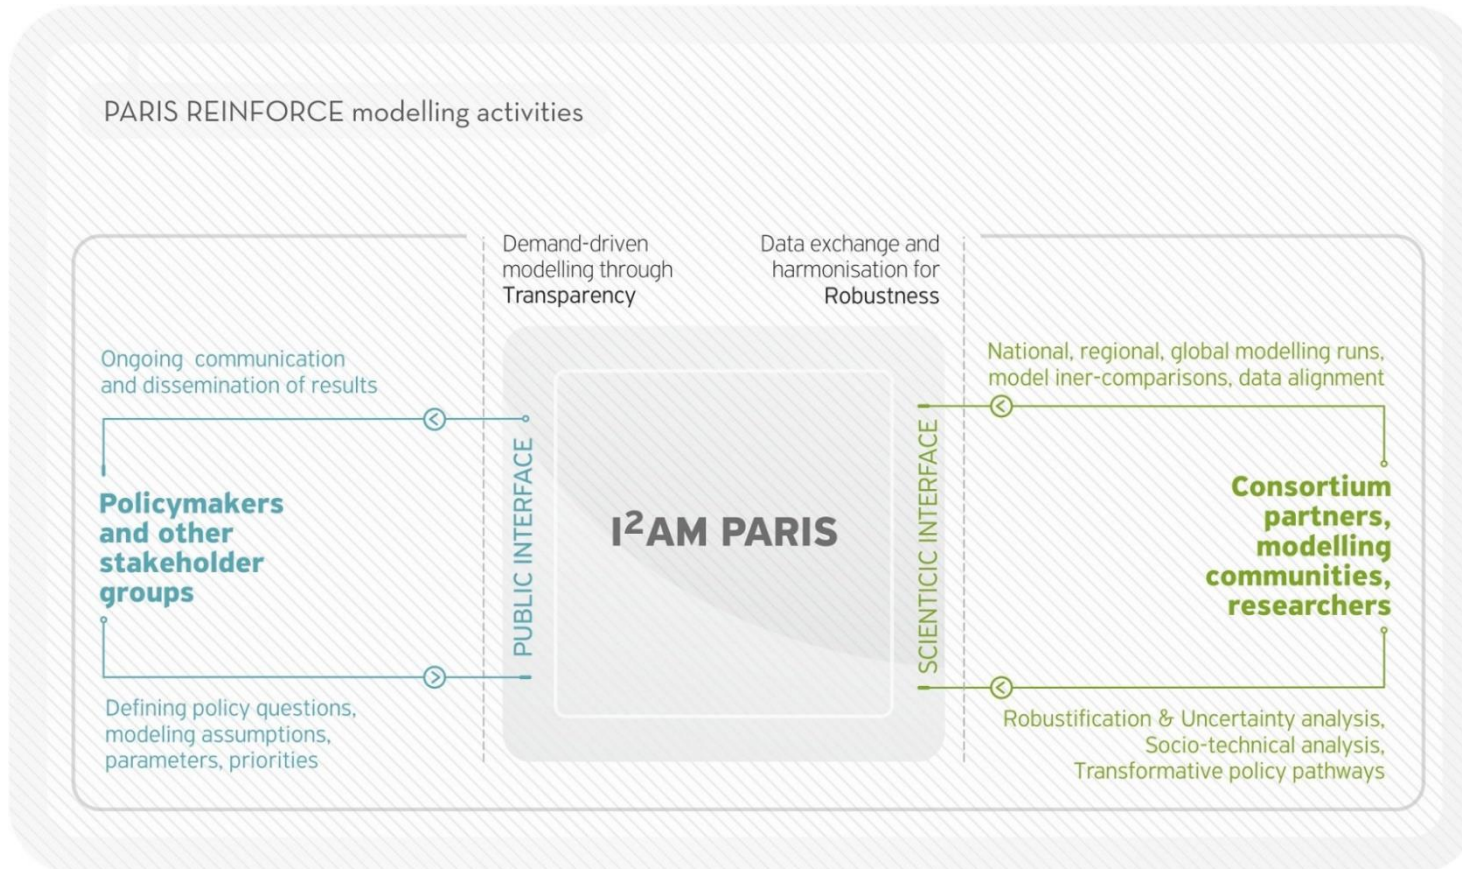 PARIS REINFORCE modelling activities
Demand-driven
modelling through
Transparency
Data exchange and
harmonisation for
Robustness
Ongoing communication
and dissemination of results
Policymakers
and other
stakeholder
groups
Defining policy questions,
modeling assumptions,
parameters, priorities
PUBLIC INTERFACE
I²AM PARIS
SCIENTICIC INTERFACE
National, regional, global modelling runs,
model iner-comparisons, data alignment
Consortium
partners,
modelling
communities,
researchers
Robustification & Uncertainty analysis,
Socio-technical analysis,
Transformative policy pathways